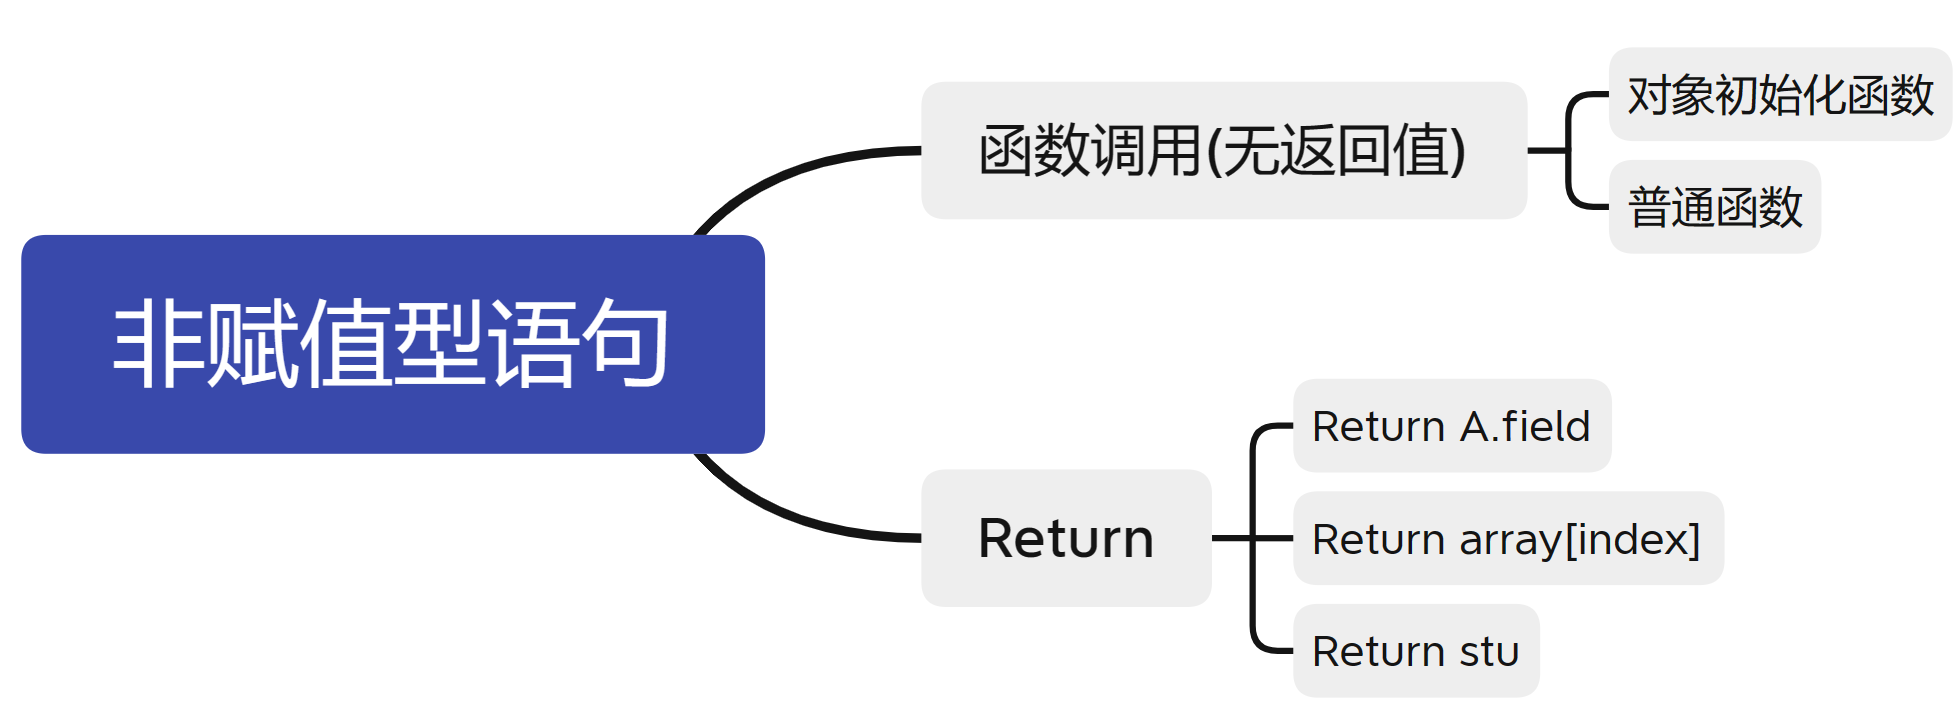 非赋值型语句
函数调用(无返回值)
对象初始化函数
普通函数
Return
Return A.field
Return array[index]
Return stu